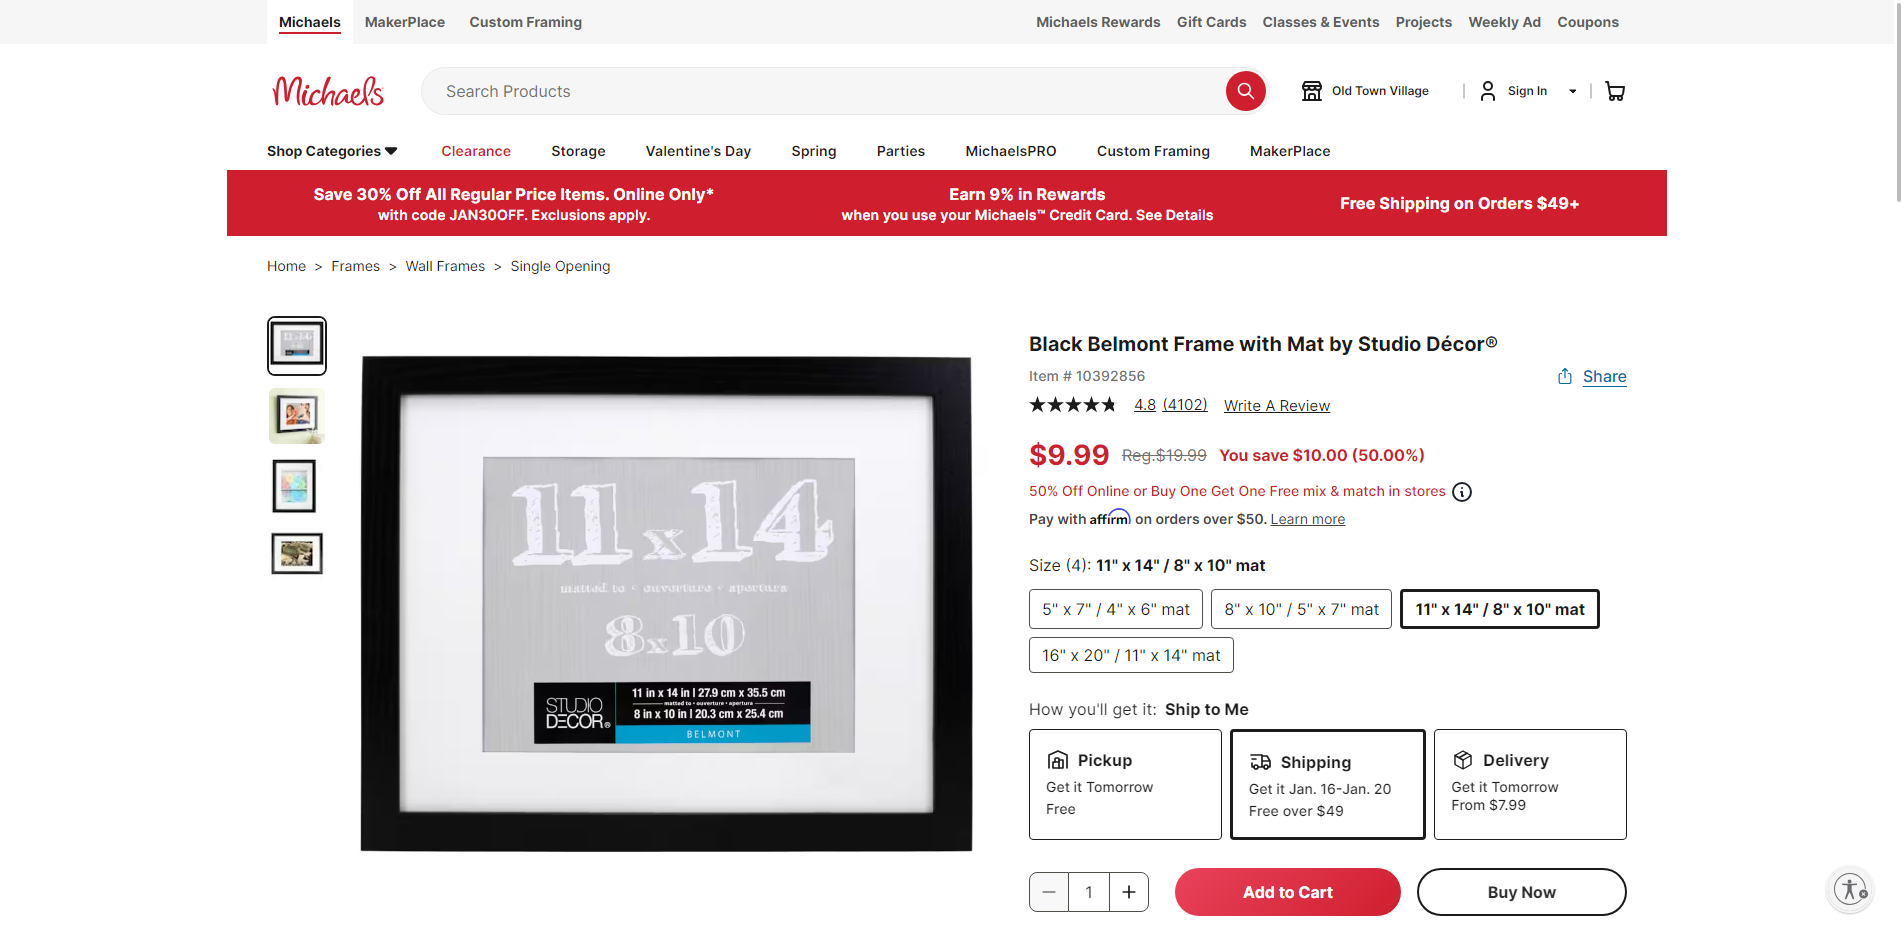 Michaels
MakerPlace
Custom Framing
Michaels Rewards
Gift Cards
Classes & Events
Projects
Weekly Ad
Coupons
Michaels
Search Products
Old Town Village
Sign In
Shop Categories
Clearance
Storage
Valentine's Day
Spring
Parties
MichaelsPRO
Custom Framing
MakerPlace
Save 30% Off All Regular Price Items. Online Only*
with code JAN30OFF. Exclusions apply.
Earn 9% in Rewards
when you use your Michaels™ Credit Card. See Details
Free Shipping on Orders $49+
Home > Frames > Wall Frames > Single Opening
11x14
matted to • ouverture • apertura
8x10
STUDIO
DECOR®
11 in x 14 in | 27.9 cm x 35.5 cm
matted to • ouverture • apertura
8 in x 10 in | 20.3 cm x 25.4 cm
BELMONT
Black Belmont Frame with Mat by Studio Décor®
Item # 10392856
Share
4.8 (4102) Write A Review
$9.99 Reg.$19.99 You save $10.00 (50.00%)
50% Off Online or Buy One Get One Free mix & match in stores
Pay with affirm on orders over $50. Learn more
Size (4): 11" x 14" / 8" x 10" mat
5" x 7" / 4" x 6" mat
8" x 10" / 5" x 7" mat
11" x 14" / 8" x 10" mat
16" x 20" / 11" x 14" mat
How you'll get it: Ship to Me
Pickup
Get it Tomorrow
Free
Shipping
Get it Jan. 16-Jan. 20
Free over $49
Delivery
Get it Tomorrow
From $7.99
1
Add to Cart
Buy Now